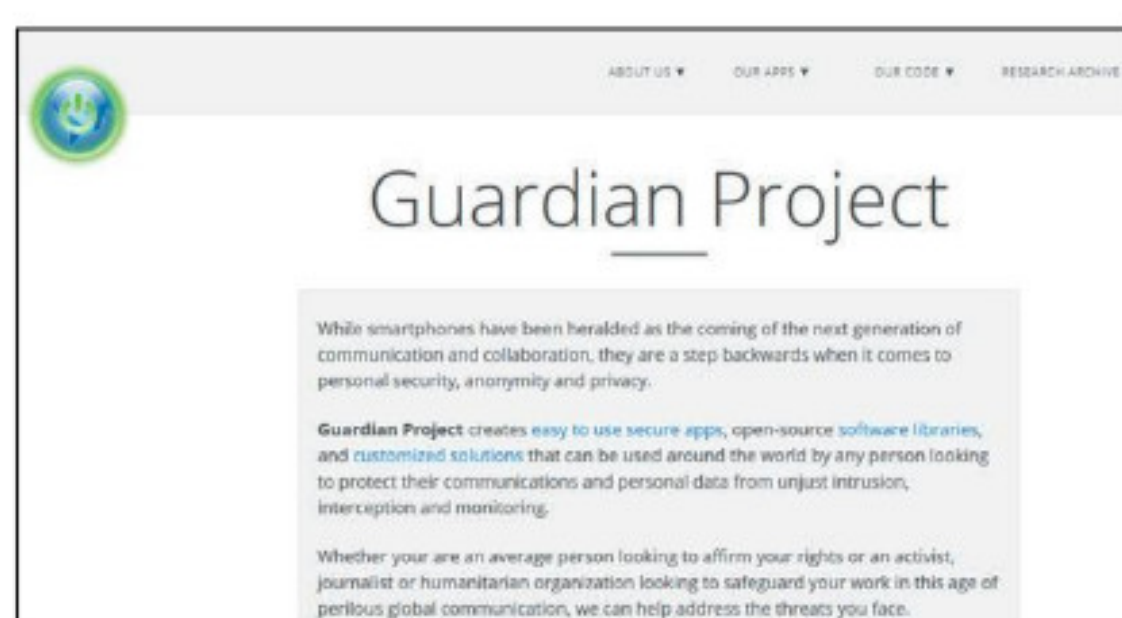 ABOUT US ▼ OUR APPS ▼ OUR CODE ▼ RESEARCH ARCHIVE
Guardian Project
While smartphones have been heralded as the coming of the next generation of
communication and collaboration, they are a step backwards when it comes to
personal security, anonymity and privacy.
Guardian Project creates easy to use secure apps, open-source software libraries,
and customized solutions that can be used around the world by any person looking
to protect their communications and personal data from unjust intrusion,
interception and monitoring.
Whether your are an average person looking to affirm your rights or an activist,
journalist or humanitarian organization looking to safeguard your work in this age of
perilous global communication, we can help address the threats you face.